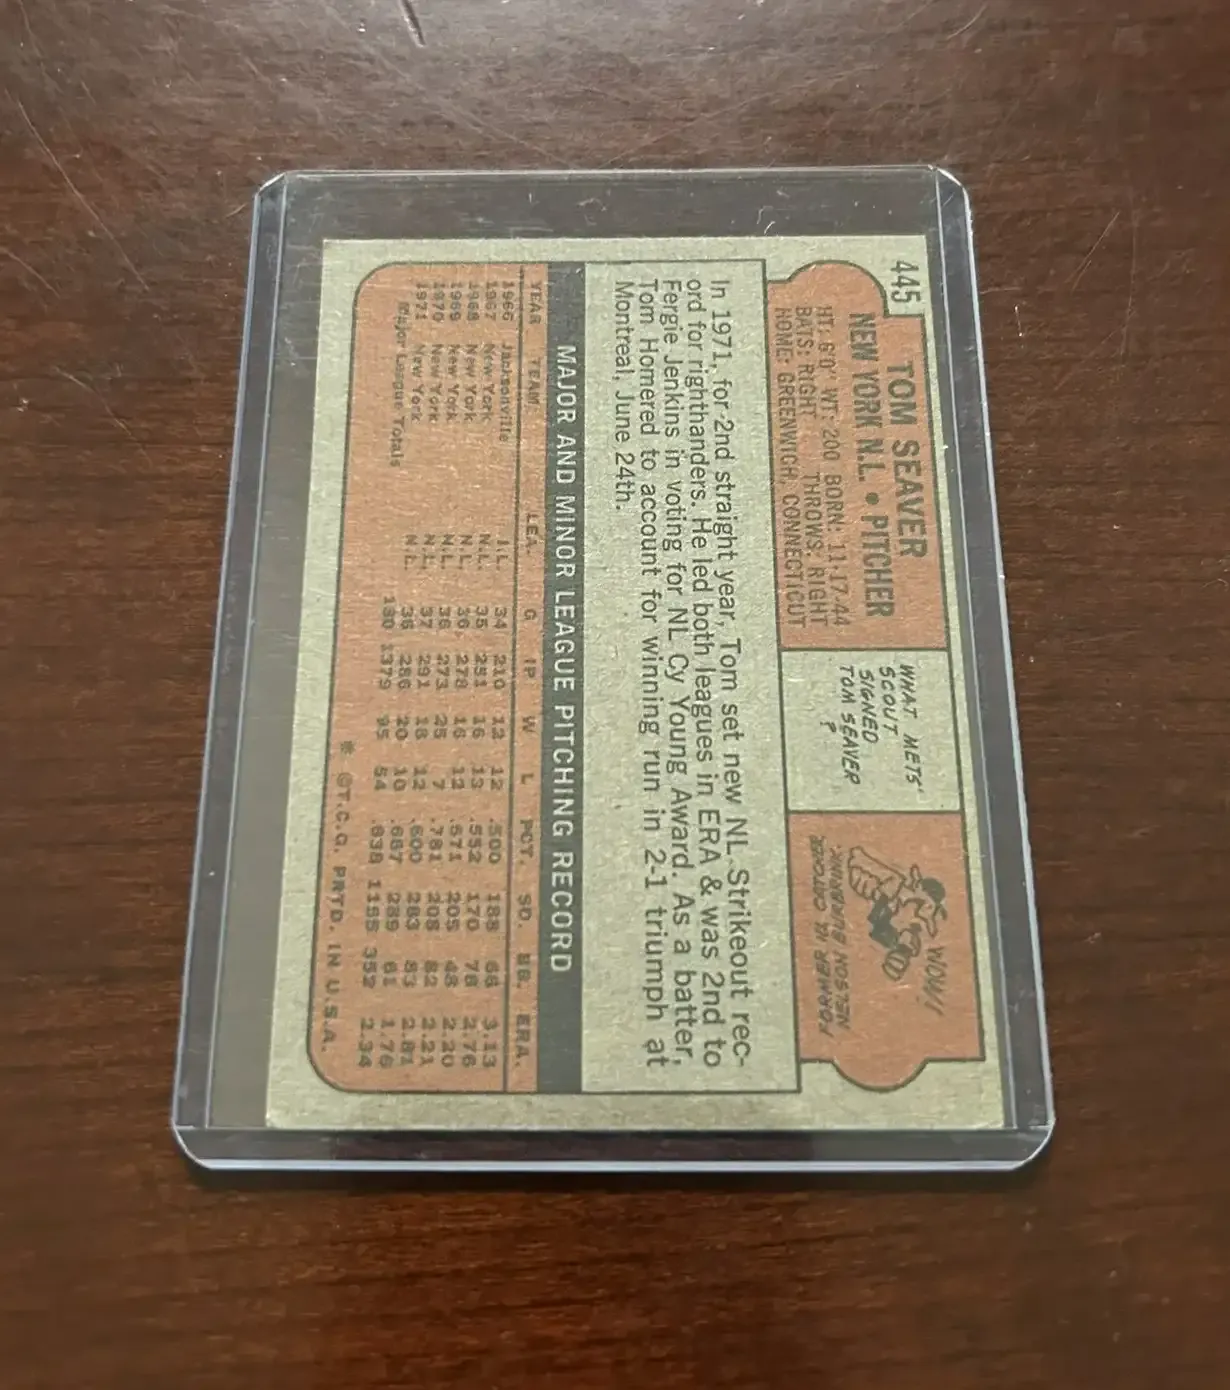 445
TOM SEAVER
NEW YORK N.L. • PITCHER
HT: 6'0" WT: 200 BORN: 11-17-44
BATS: RIGHT THROWS: RIGHT
HOME: GREENWICH, CONNECTICUT
WHAT METS'
SCOUT
SIGNED
TOM SEAVER
?
WOW!
FORMER ML CATCHER,
NELSON BURBRINK.
In 1971, for 2nd straight year, Tom set new NL Strikeout rec-
ord for righthanders. He led both leagues in ERA & was 2nd to
Fergie Jenkins in voting for NL Cy Young Award. As a batter,
Tom Homered to account for winning run in 2-1 triumph at
Montreal, June 24th.
MAJOR AND MINOR LEAGUE PITCHING RECORD
YEAR TEAM LEA. G IP W L PCT. SO. BB. ERA.
1966 Jacksonville I.L. 34 210 12 12 .500 188 66 3.13
1967 New York N.L. 35 251 16 13 .552 170 78 2.76
1968 New York N.L. 36 278 16 12 .571 205 48 2.20
1969 New York N.L. 36 273 25 7 .781 208 82 2.21
1970 New York N.L. 37 291 18 12 .600 283 83 2.81
1971 New York N.L. 36 286 20 10 .667 289 61 1.76
Major League Totals 180 1379 95 54 .638 1155 352 2.34
* ©T.C.G. PRTD. IN U.S.A.